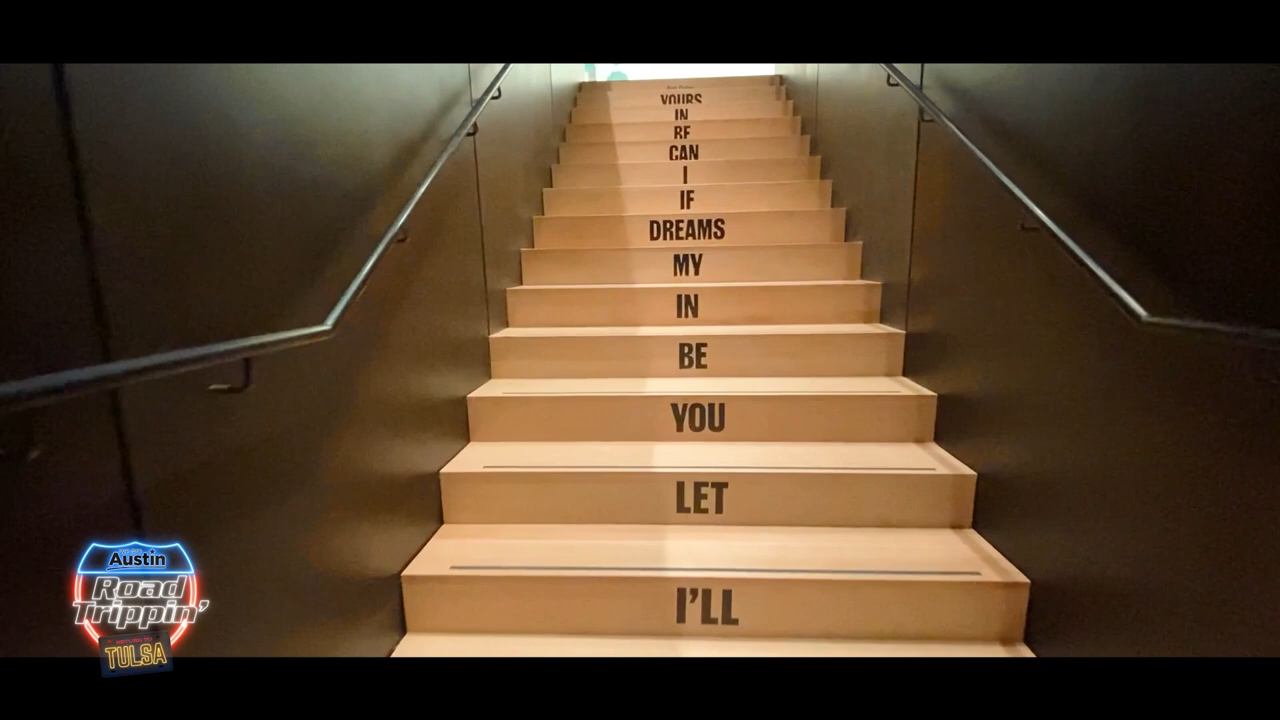 YOURS
IN
BE
CAN
I
IF
DREAMS
MY
IN
BE
YOU
LET
I'LL
Austin
Road
Trippin'
TULSA